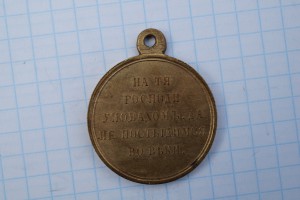 НА ТЯ
ГОСПОДИ
УПОВАХОМЪ, ДА
НЕ ПОСТЫДИМСЯ
ВО ВѢКИ